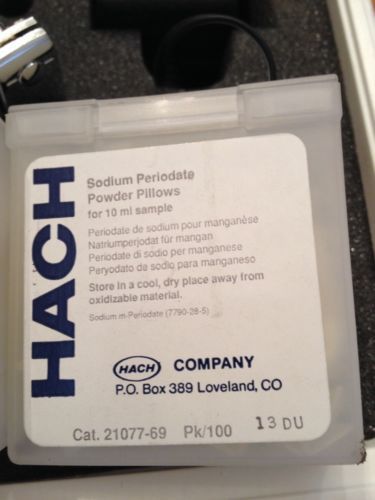 HACH
Sodium Periodate
Powder Pillows
for 10 ml sample
Periodate de sodium pour manganèse
Natriumperjodat für mangan
Periodate di sodio per manganese
Peryodato de sodio para manganeso
Store in a cool, dry place away from
oxidizable material.
Sodium m-Periodate (7790-28-5)
HACH COMPANY
P.O. Box 389 Loveland, CO
Cat. 21077-69 Pk/100 13 DU